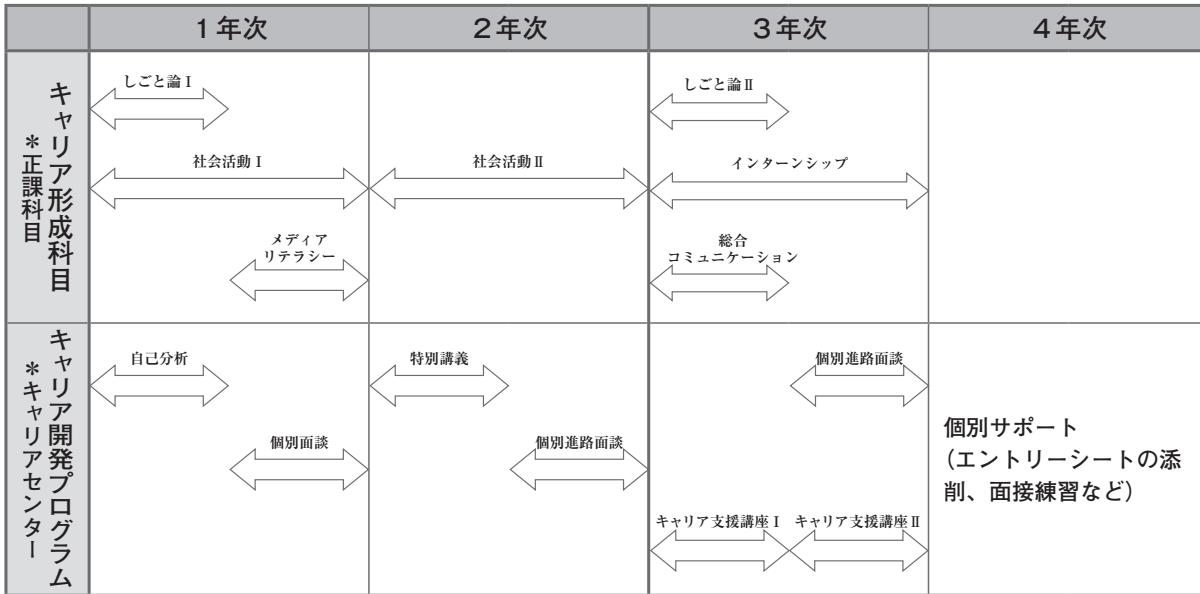 1年次
2年次
3年次
4年次
キャリア形成科目
＊正課科目
しごと論Ⅰ
しごと論Ⅱ
社会活動Ⅰ
社会活動Ⅱ
インターンシップ
メディア
リテラシー
総合
コミュニケーション
キャリア開発プログラム
＊キャリアセンター
自己分析
特別講義
個別進路面談
個別面談
個別進路面談
キャリア支援講座Ⅰ
キャリア支援講座Ⅱ
個別サポート
（エントリーシートの添
削、面接練習など）